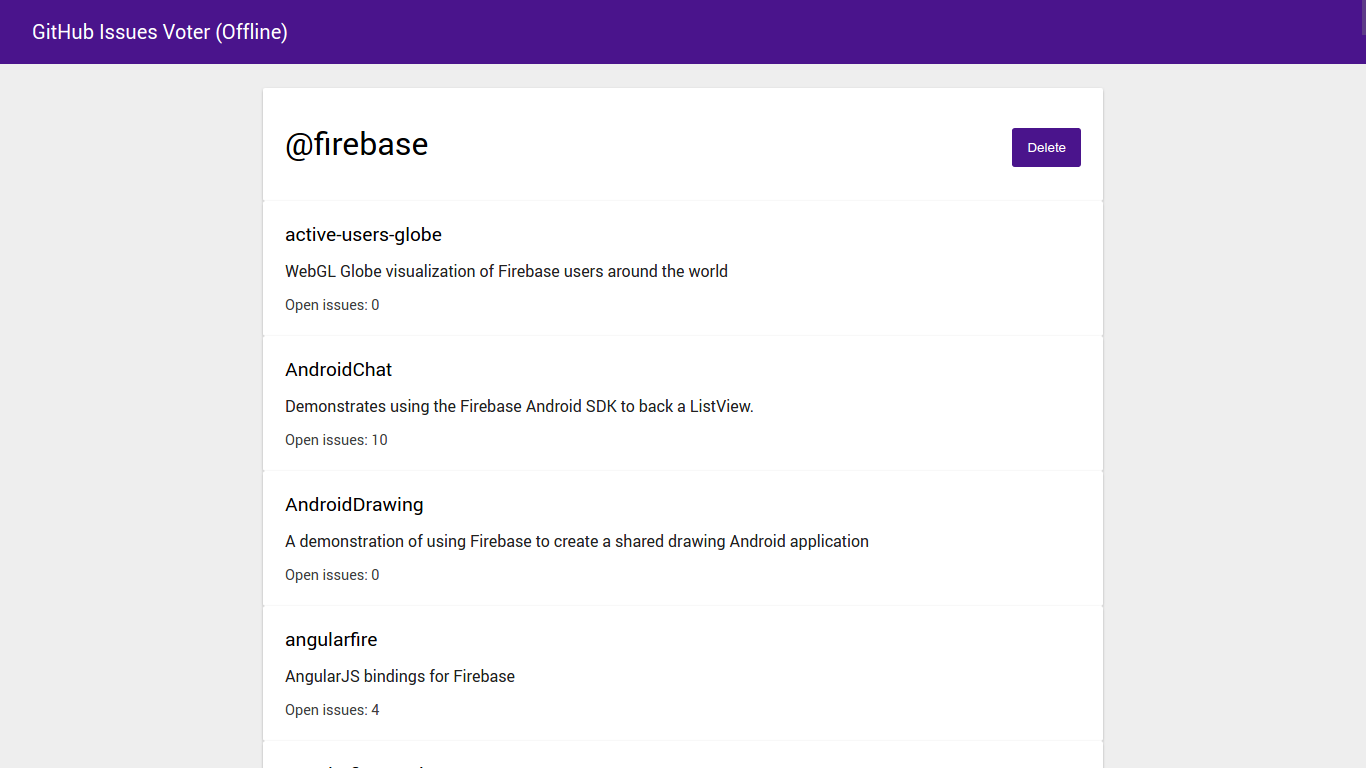 GitHub Issues Voter (Offline)
@firebase
Delete
active-users-globe
WebGL Globe visualization of Firebase users around the world
Open issues: 0
AndroidChat
Demonstrates using the Firebase Android SDK to back a ListView.
Open issues: 10
AndroidDrawing
A demonstration of using Firebase to create a shared drawing Android application
Open issues: 0
angularfire
AngularJS bindings for Firebase
Open issues: 4